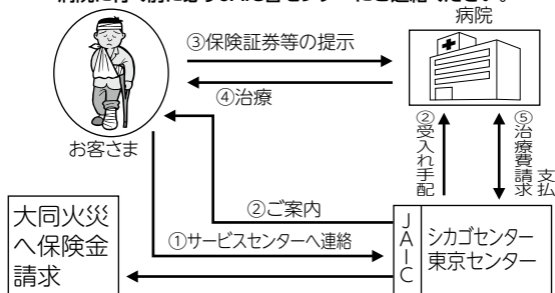 病院
③保険証券等の提示
④治療
お客さま
②受入れ手配
⑤治療費請求
支払
②ご案内
①サービスセンターへ連絡
大同火災
へ保険金
請求
JAIC
シカゴセンター
東京センター